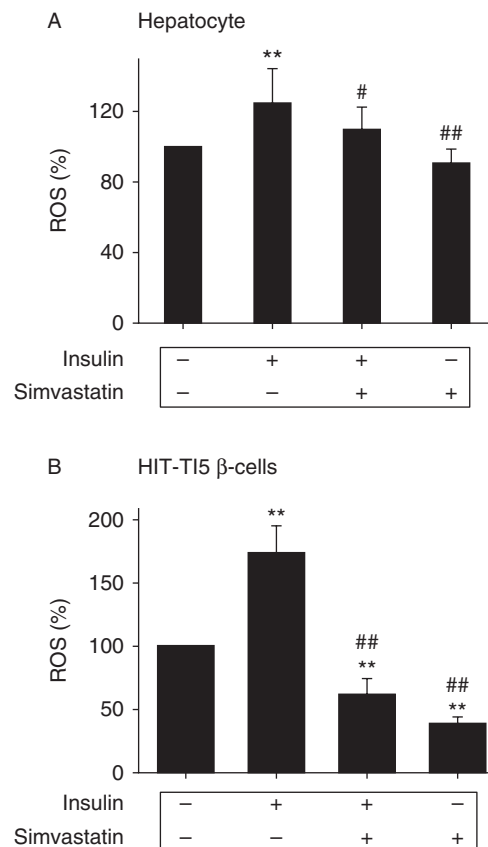 A Hepatocyte
**
#
##
120
80
40
0
ROS (%)
Insulin − + + −
Simvastatin − − + +
B HIT-TI5 β-cells
**
##
**
##
**
200
150
100
50
0
ROS (%)
Insulin − + + −
Simvastatin − − + +